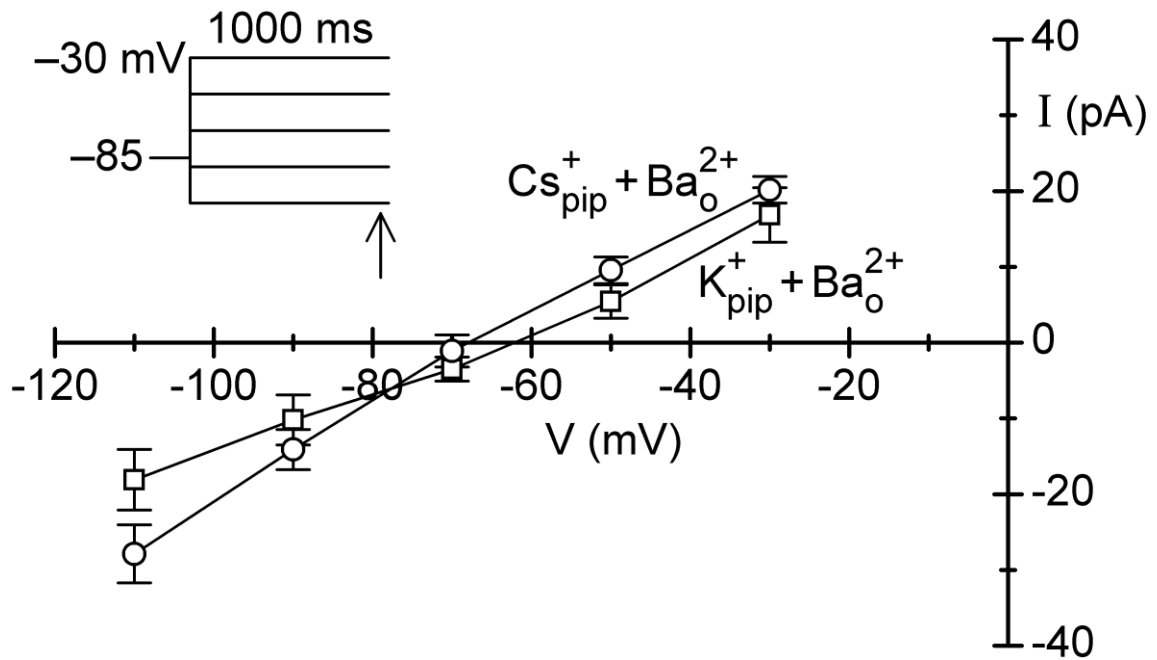 1000 ms
–30 mV
–85
40
I (pA)
20
Cs⁺pip + Ba²⁺o
K⁺pip + Ba²⁺o
0
-120 -100 -80 -60 -40 -20
V (mV)
-20
-40